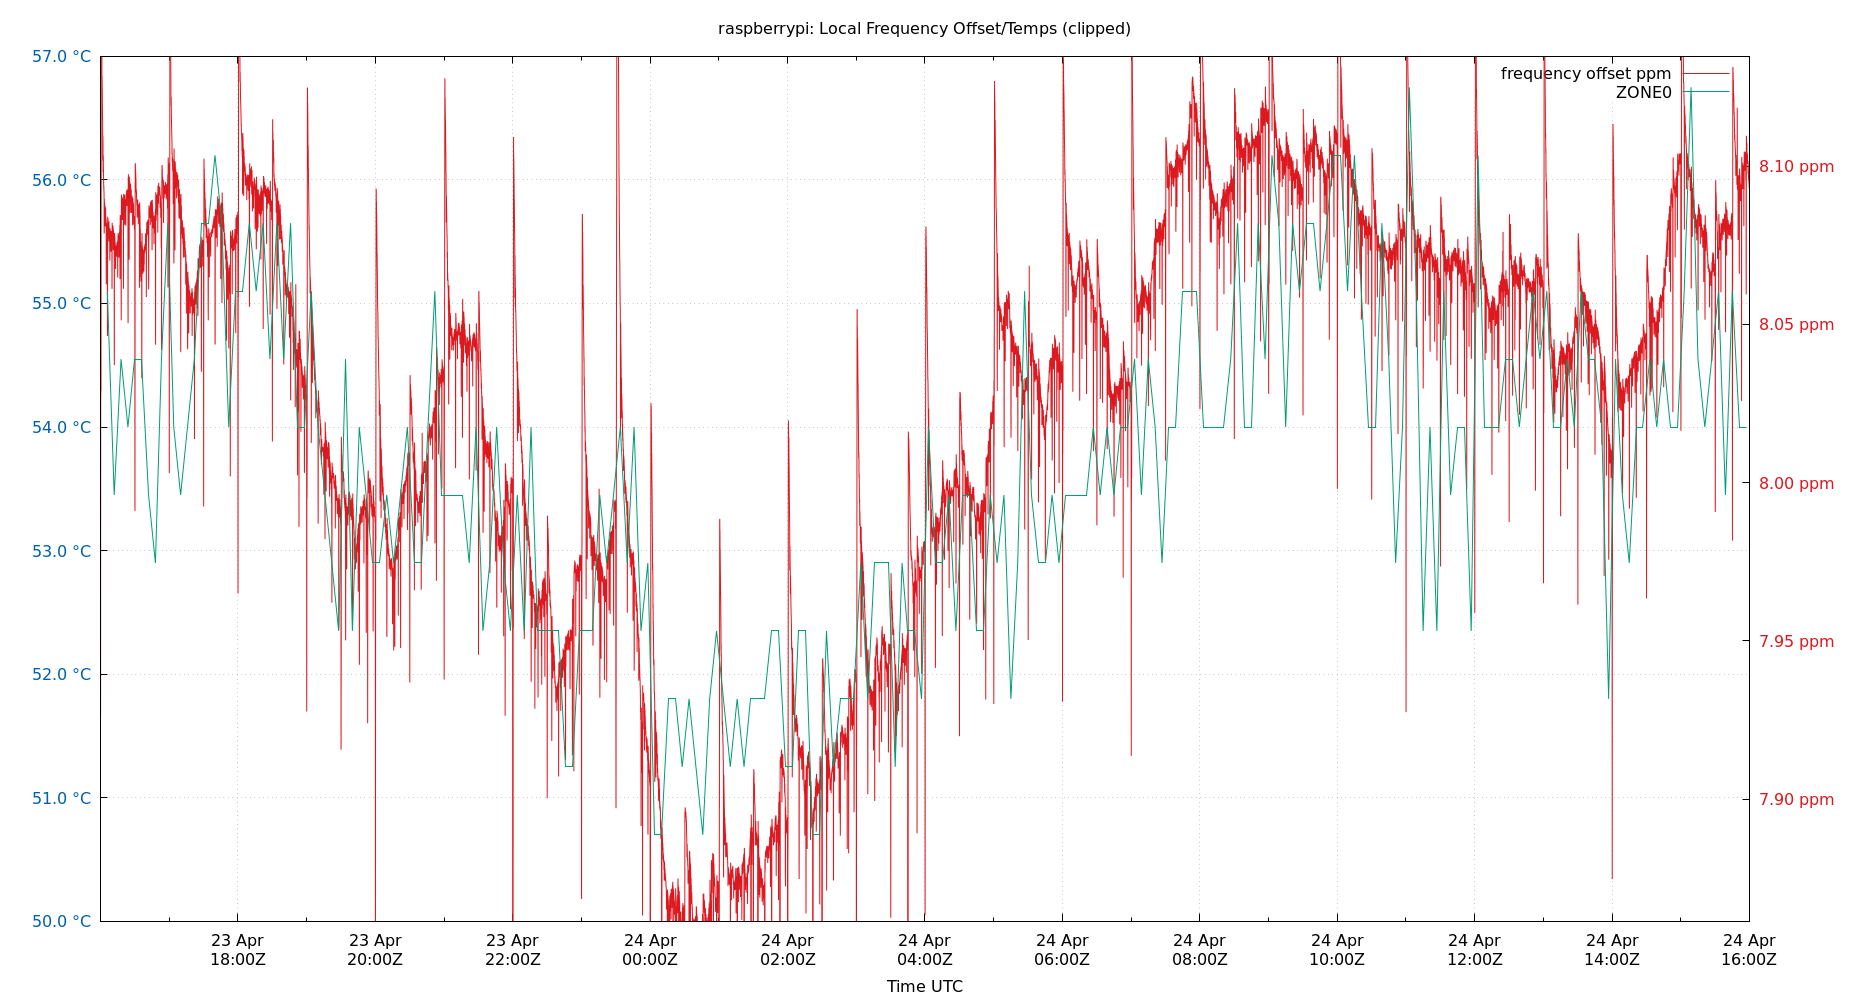 raspberrypi: Local Frequency Offset/Temps (clipped)
57.0 °C
56.0 °C
55.0 °C
54.0 °C
53.0 °C
52.0 °C
51.0 °C
50.0 °C
frequency offset ppm
ZONE0
8.10 ppm
8.05 ppm
8.00 ppm
7.95 ppm
7.90 ppm
23 Apr
18:00Z
23 Apr
20:00Z
23 Apr
22:00Z
24 Apr
00:00Z
24 Apr
02:00Z
24 Apr
04:00Z
24 Apr
06:00Z
24 Apr
08:00Z
24 Apr
10:00Z
24 Apr
12:00Z
24 Apr
14:00Z
24 Apr
16:00Z
Time UTC